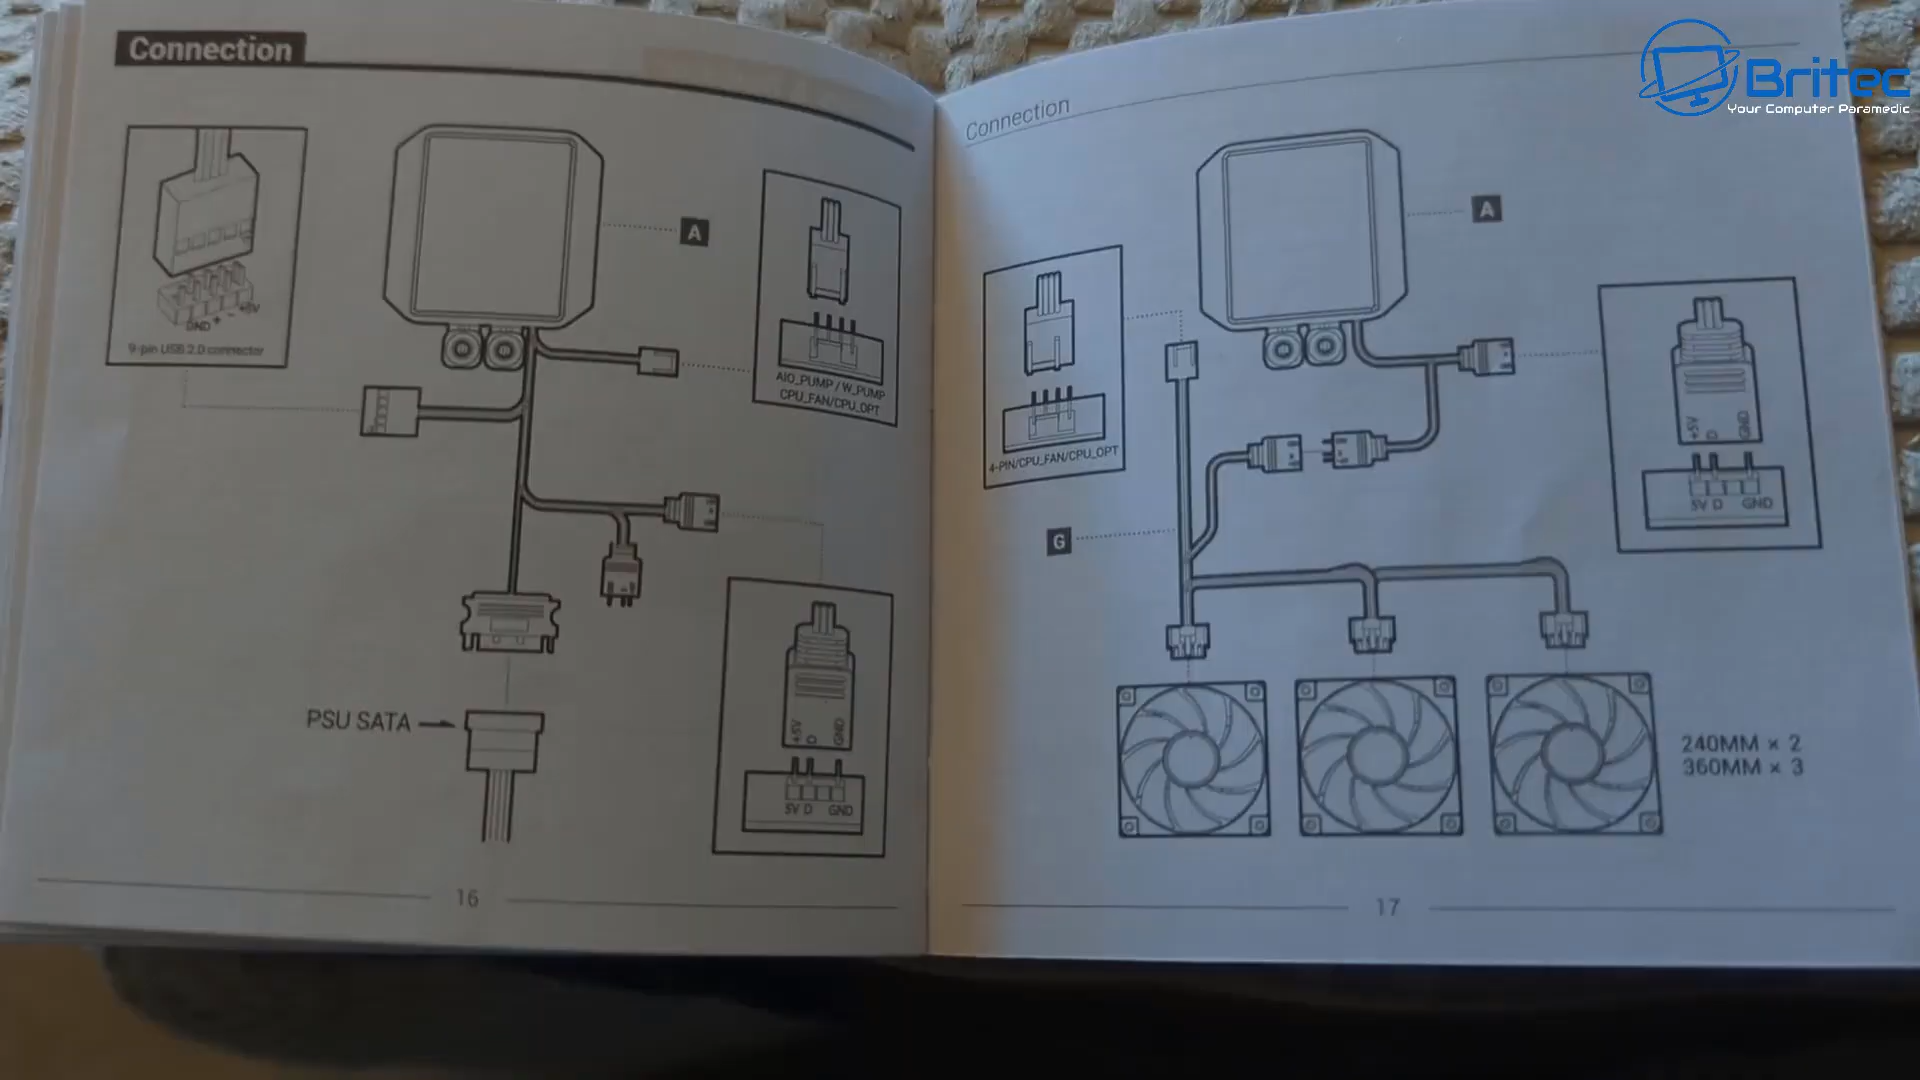 Connection
GND + - +5V
9-pin USB 2.0 connector
A
AIO_PUMP / W_PUMP
CPU_FAN/CPU_OPT
+5V
D
GND
5V D GND
PSU SATA
16
Connection
A
4-PIN/CPU_FAN/CPU_OPT
+5V
D
GND
5V D GND
G
240MM × 2
360MM × 3
17
Britec
Your Computer Paramedic